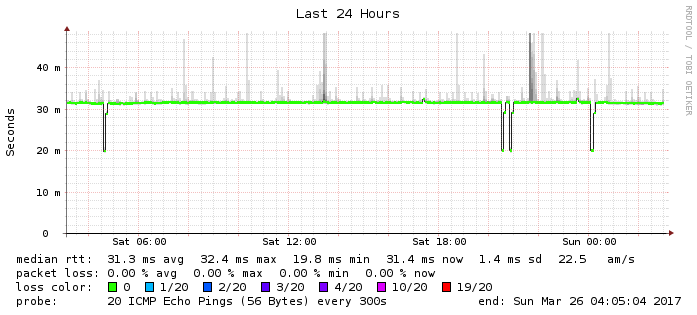 Last 24 Hours
RRDTOOL / TOBI OETIKER
Seconds
40 m
30 m
20 m
10 m
0
Sat 06:00 Sat 12:00 Sat 18:00 Sun 00:00
median rtt: 31.3 ms avg 32.4 ms max 19.8 ms min 31.4 ms now 1.4 ms sd 22.5 am/s
packet loss: 0.00 % avg 0.00 % max 0.00 % min 0.00 % now
loss color: 0 1/20 2/20 3/20 4/20 10/20 19/20
probe: 20 ICMP Echo Pings (56 Bytes) every 300s end: Sun Mar 26 04:05:04 2017